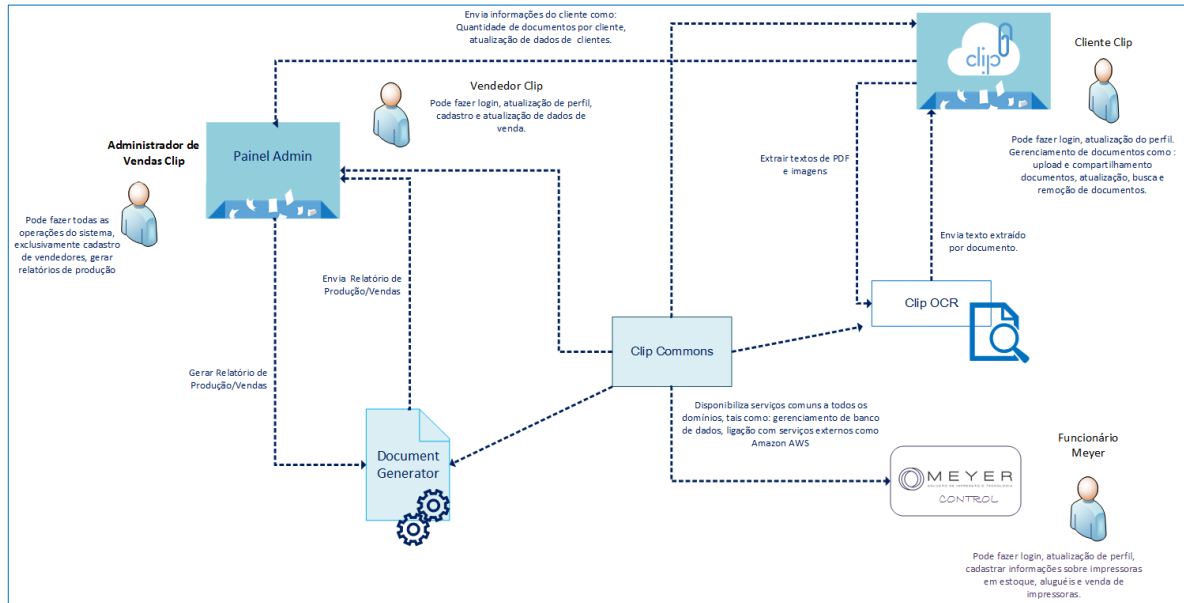 Envia informações do cliente como:
Quantidade de documentos por cliente,
atualização de dados de clientes.
clip
Cliente Clip
Pode fazer login, atualização do perfil.
Gerenciamento de documentos como :
upload e compartilhamento
documentos, atualização, busca e
remoção de documentos.
Vendedor Clip
Pode fazer login, atualização de perfil,
cadastro e atualização de dados de
venda.
Administrador de
Vendas Clip
Pode fazer todas as
operações do sistema,
exclusivamente cadastro
de vendedores, gerar
relatórios de produção
Painel Admin
Extrair textos de PDF
e imagens
Envia texto extraído
por documento.
Envia Relatório de
Produção/Vendas
Clip OCR
Clip Commons
Gerar Relatório de
Produção/Vendas
Disponibiliza serviços comuns a todos os
domínios, tais como: gerenciamento de banco
de dados, ligação com serviços externos como
Amazon AWS
Document
Generator
MEYER
SOLUÇÃO DE IMPRESSÃO E TECNOLOGIA
CONTROL
Funcionário
Meyer
Pode fazer login, atualização de perfil,
cadastrar informações sobre impressoras
em estoque, aluguéis e venda de
impressoras.